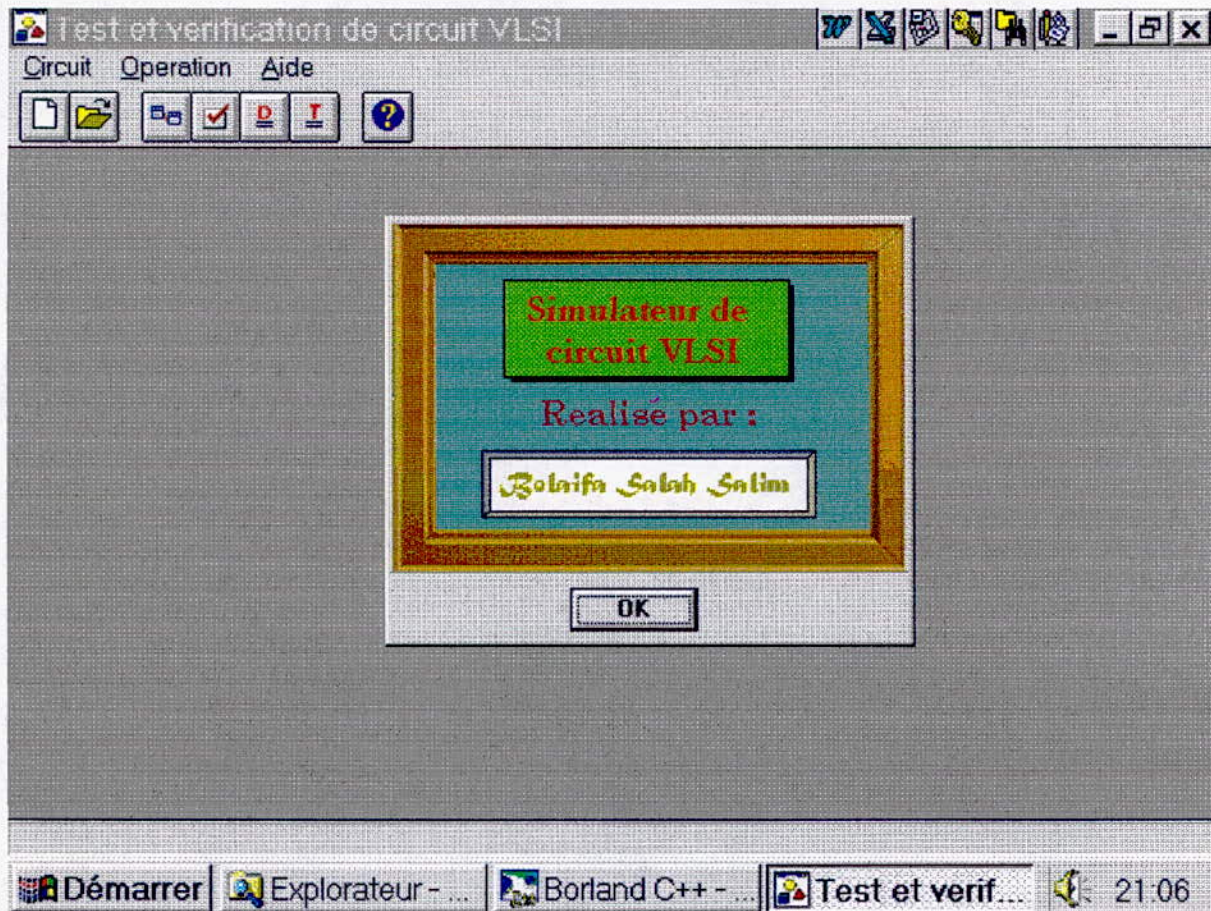 Test et verification de circuit VLSI
Circuit Operation Aide
D T ?
Simulateur de
circuit VLSI
Realisé par :
Bolaifa Salah Salim
OK
Démarrer Explorateur - ... Borland C++ - ... Test et verif... 21:06